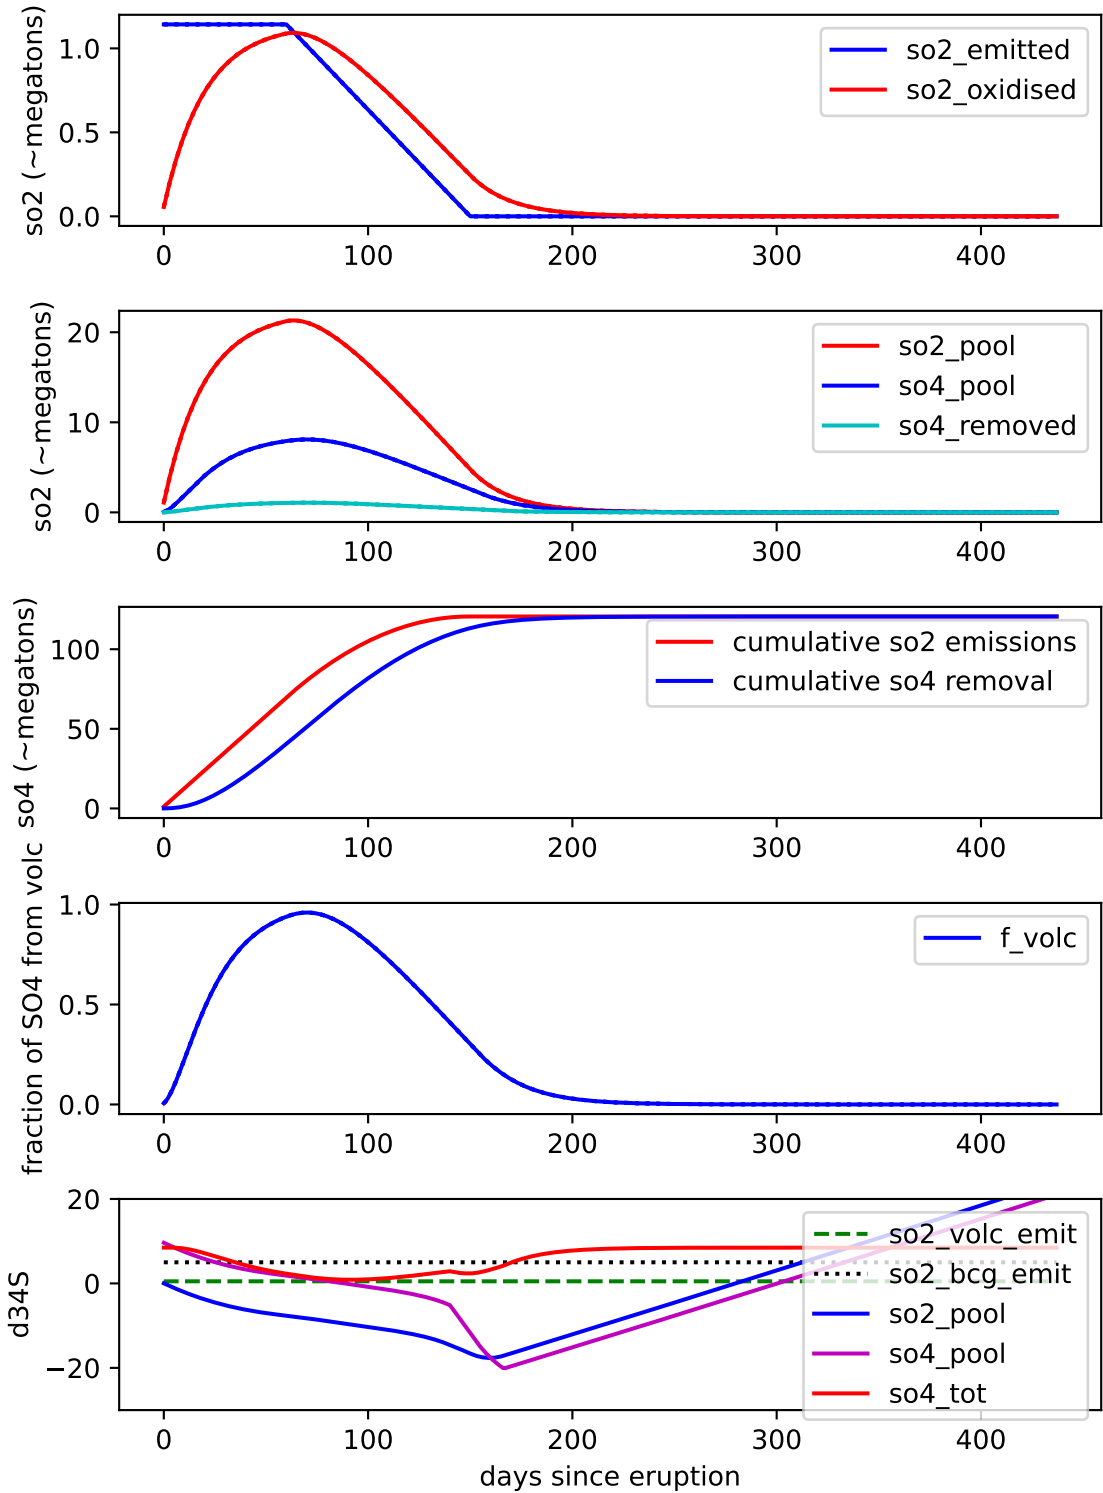 so2 (~megatons)
1.0
0.5
0.0
so2_emitted
so2_oxidised
0 100 200 300 400
so2 (~megatons)
20
10
0
so2_pool
so4_pool
so4_removed
0 100 200 300 400
so4 (~megatons)
100
50
0
cumulative so2 emissions
cumulative so4 removal
0 100 200 300 400
fraction of SO4 from volc
1.0
0.5
0.0
f_volc
0 100 200 300 400
d34S
20
0
−20
so2_volc_emit
so2_bcg_emit
so2_pool
so4_pool
so4_tot
0 100 200 300 400
days since eruption